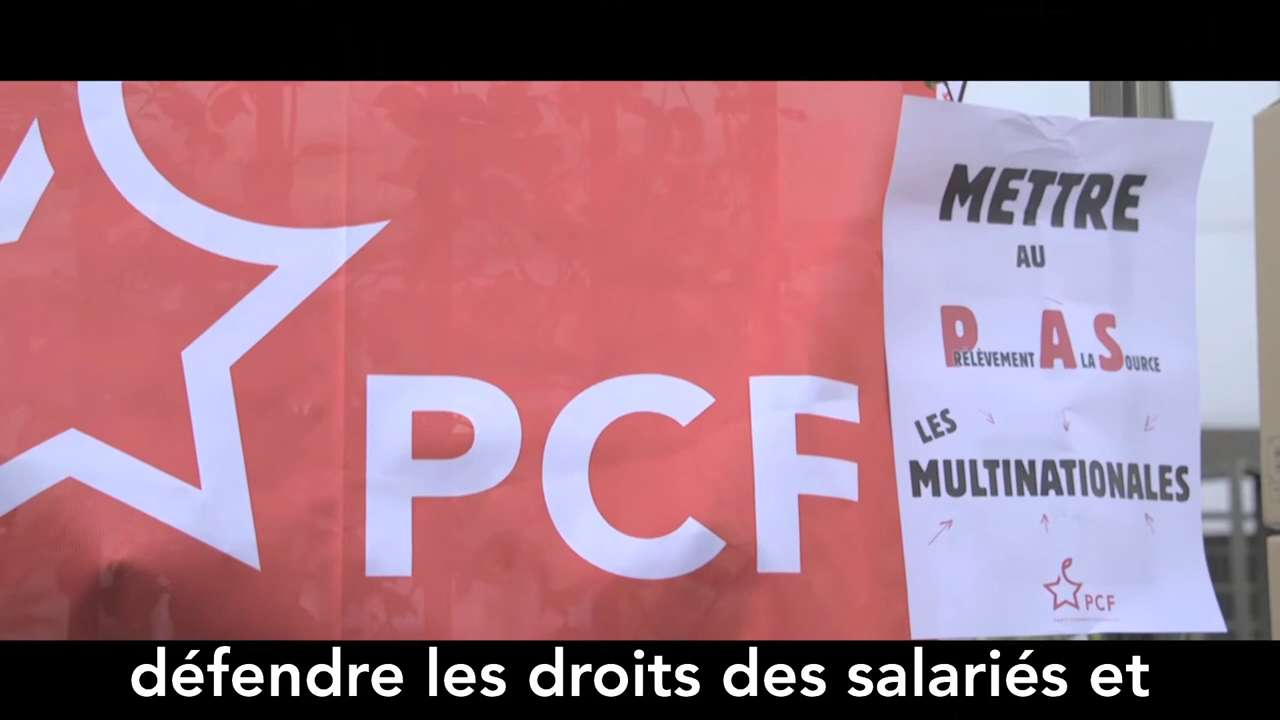 PCF
METTRE
AU
PRÉLÈVEMENT À LA SOURCE
LES
MULTINATIONALES
PCF
défendre les droits des salariés et